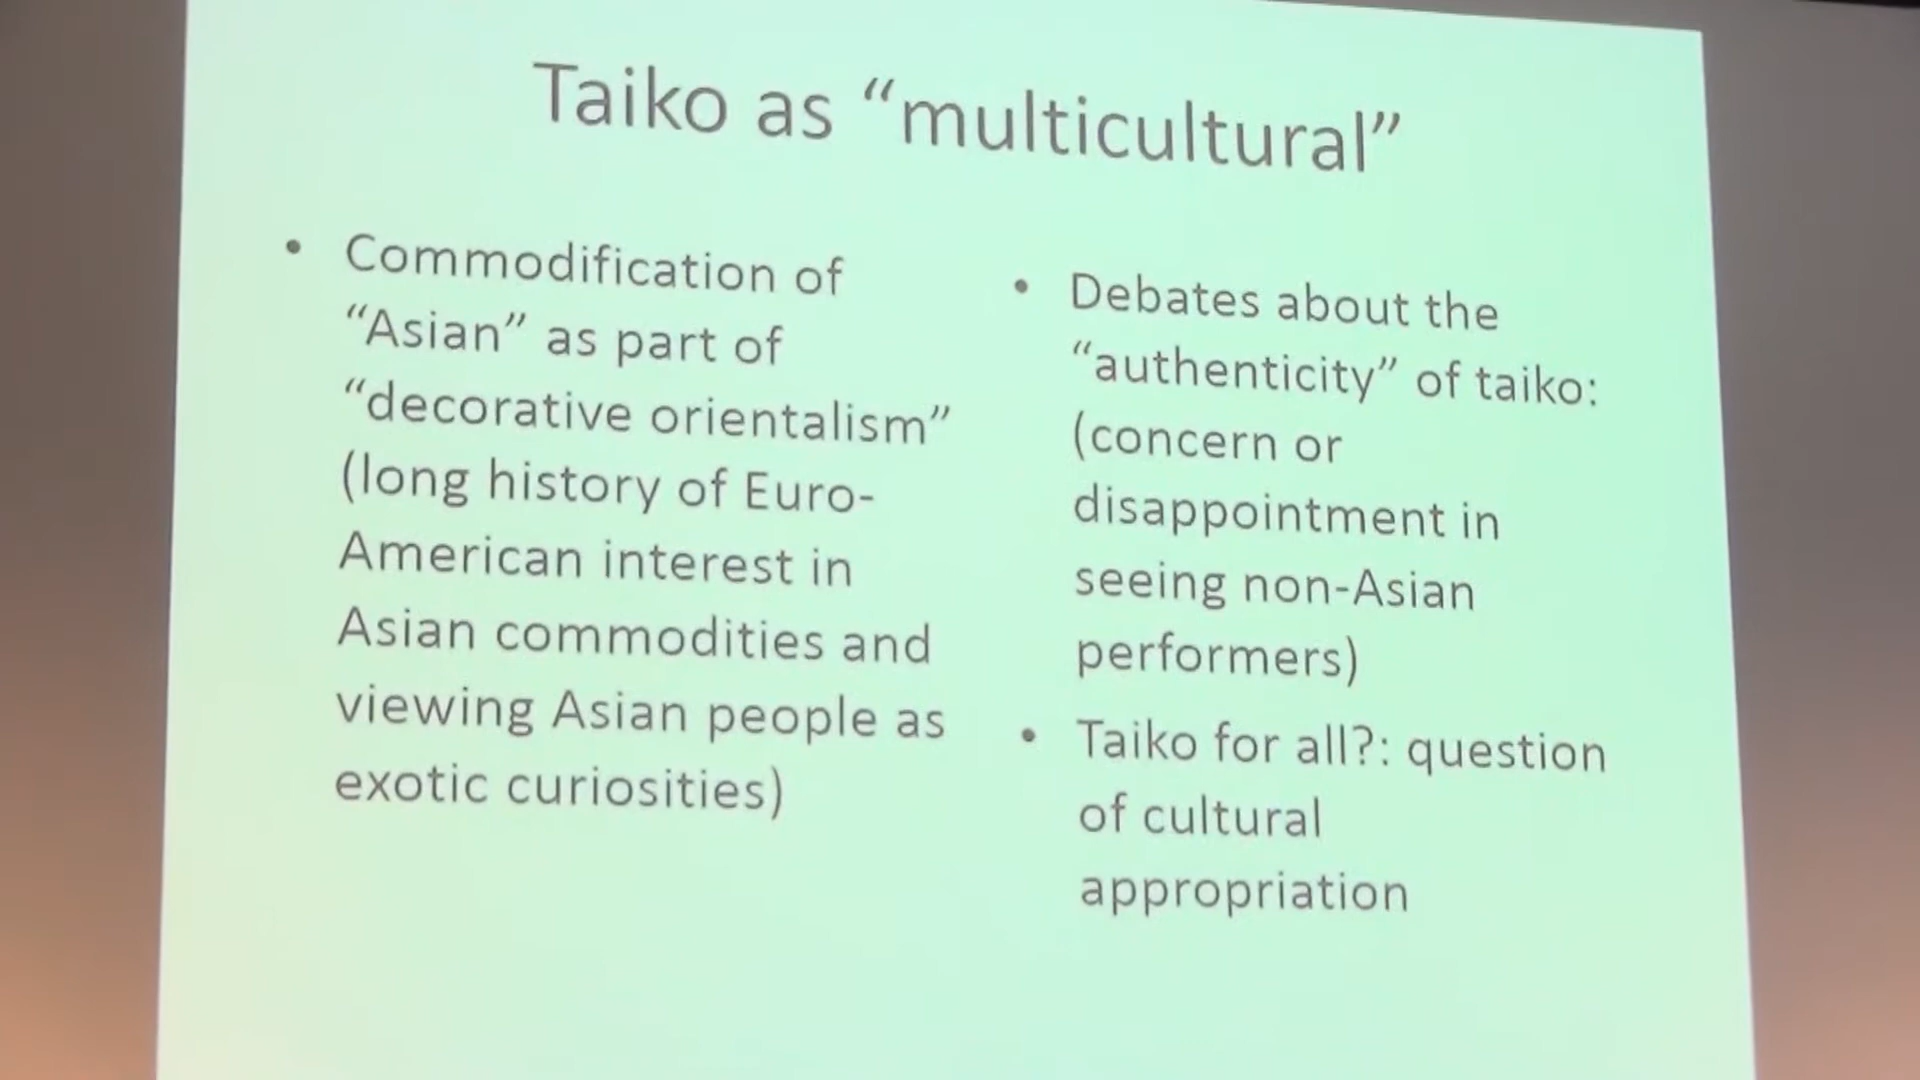 Taiko as “multicultural”
• Commodification of
“Asian” as part of
“decorative orientalism”
(long history of Euro-
American interest in
Asian commodities and
viewing Asian people as
exotic curiosities)
• Debates about the
“authenticity” of taiko:
(concern or
disappointment in
seeing non-Asian
performers)
• Taiko for all?: question
of cultural
appropriation